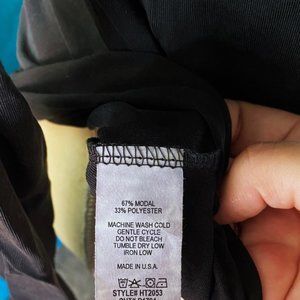 67% MODAL
33% POLYESTER
MACHINE WASH COLD
GENTLE CYCLE
DO NOT BLEACH
TUMBLE DRY LOW
IRON LOW
MADE IN U.S.A.
STYLE# HT2053